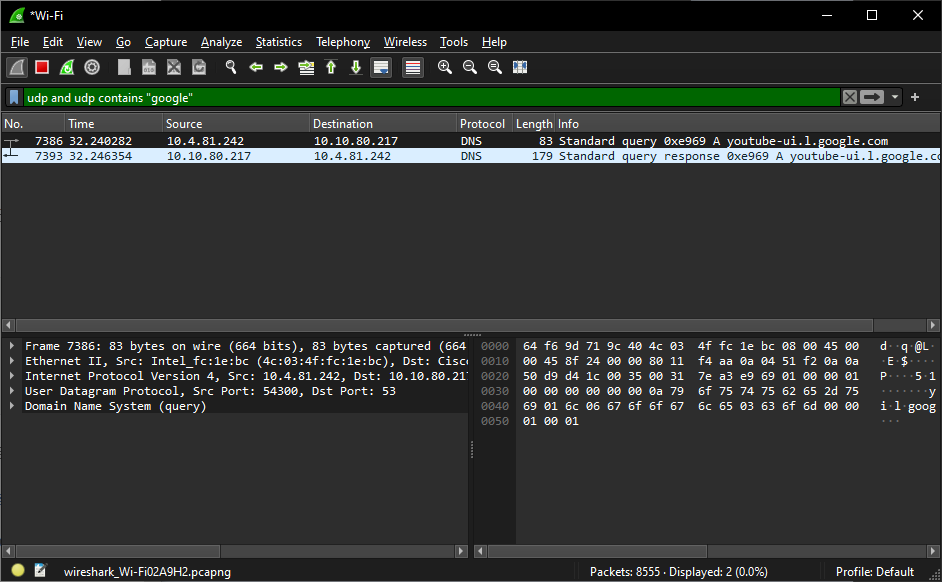 *Wi-Fi
File Edit View Go Capture Analyze Statistics Telephony Wireless Tools Help
udp and udp contains "google"
No. Time Source Destination Protocol Length Info
7386 32.240282 10.4.81.242 10.10.80.217 DNS 83 Standard query 0xe969 A youtube-ui.l.google.com
7393 32.246354 10.10.80.217 10.4.81.242 DNS 179 Standard query response 0xe969 A youtube-ui.l.google.co
Frame 7386: 83 bytes on wire (664 bits), 83 bytes captured (664
Ethernet II, Src: Intel_fc:1e:bc (4c:03:4f:fc:1e:bc), Dst: Cisco
Internet Protocol Version 4, Src: 10.4.81.242, Dst: 10.10.80.217
User Datagram Protocol, Src Port: 54300, Dst Port: 53
Domain Name System (query)
0000 64 f6 9d 71 9c 40 4c 03 4f fc 1e bc 08 00 45 00 d··q·@L·
0010 00 45 8f 24 00 00 80 11 f4 aa 0a 04 51 f2 0a 0a ·E·$····
0020 50 d9 d4 1c 00 35 00 31 7e a3 e9 69 01 00 00 01 P····5·1
0030 00 00 00 00 00 00 0a 79 6f 75 74 75 62 65 2d 75 ·······y
0040 69 01 6c 06 67 6f 6f 67 6c 65 03 63 6f 6d 00 00 i·l·goog
0050 01 00 01 ···
wireshark_Wi-Fi02A9H2.pcapng Packets: 8555 · Displayed: 2 (0.0%) Profile: Default